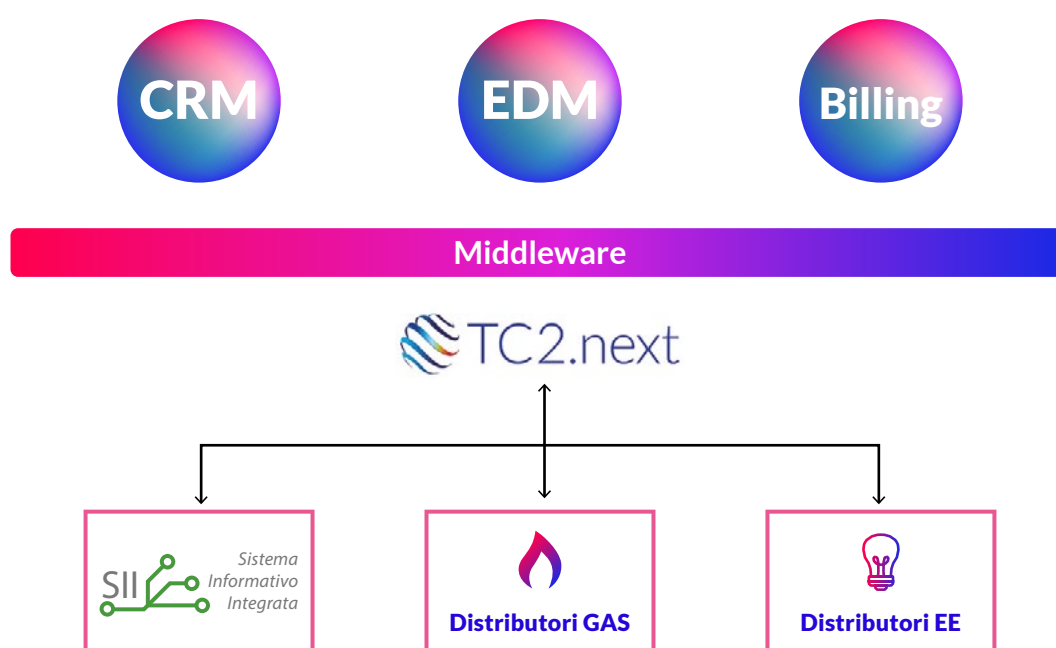 CRM
EDM
Billing
Middleware
TC2.next
SII
Sistema
Informativo
Integrata
Distributori GAS
Distributori EE